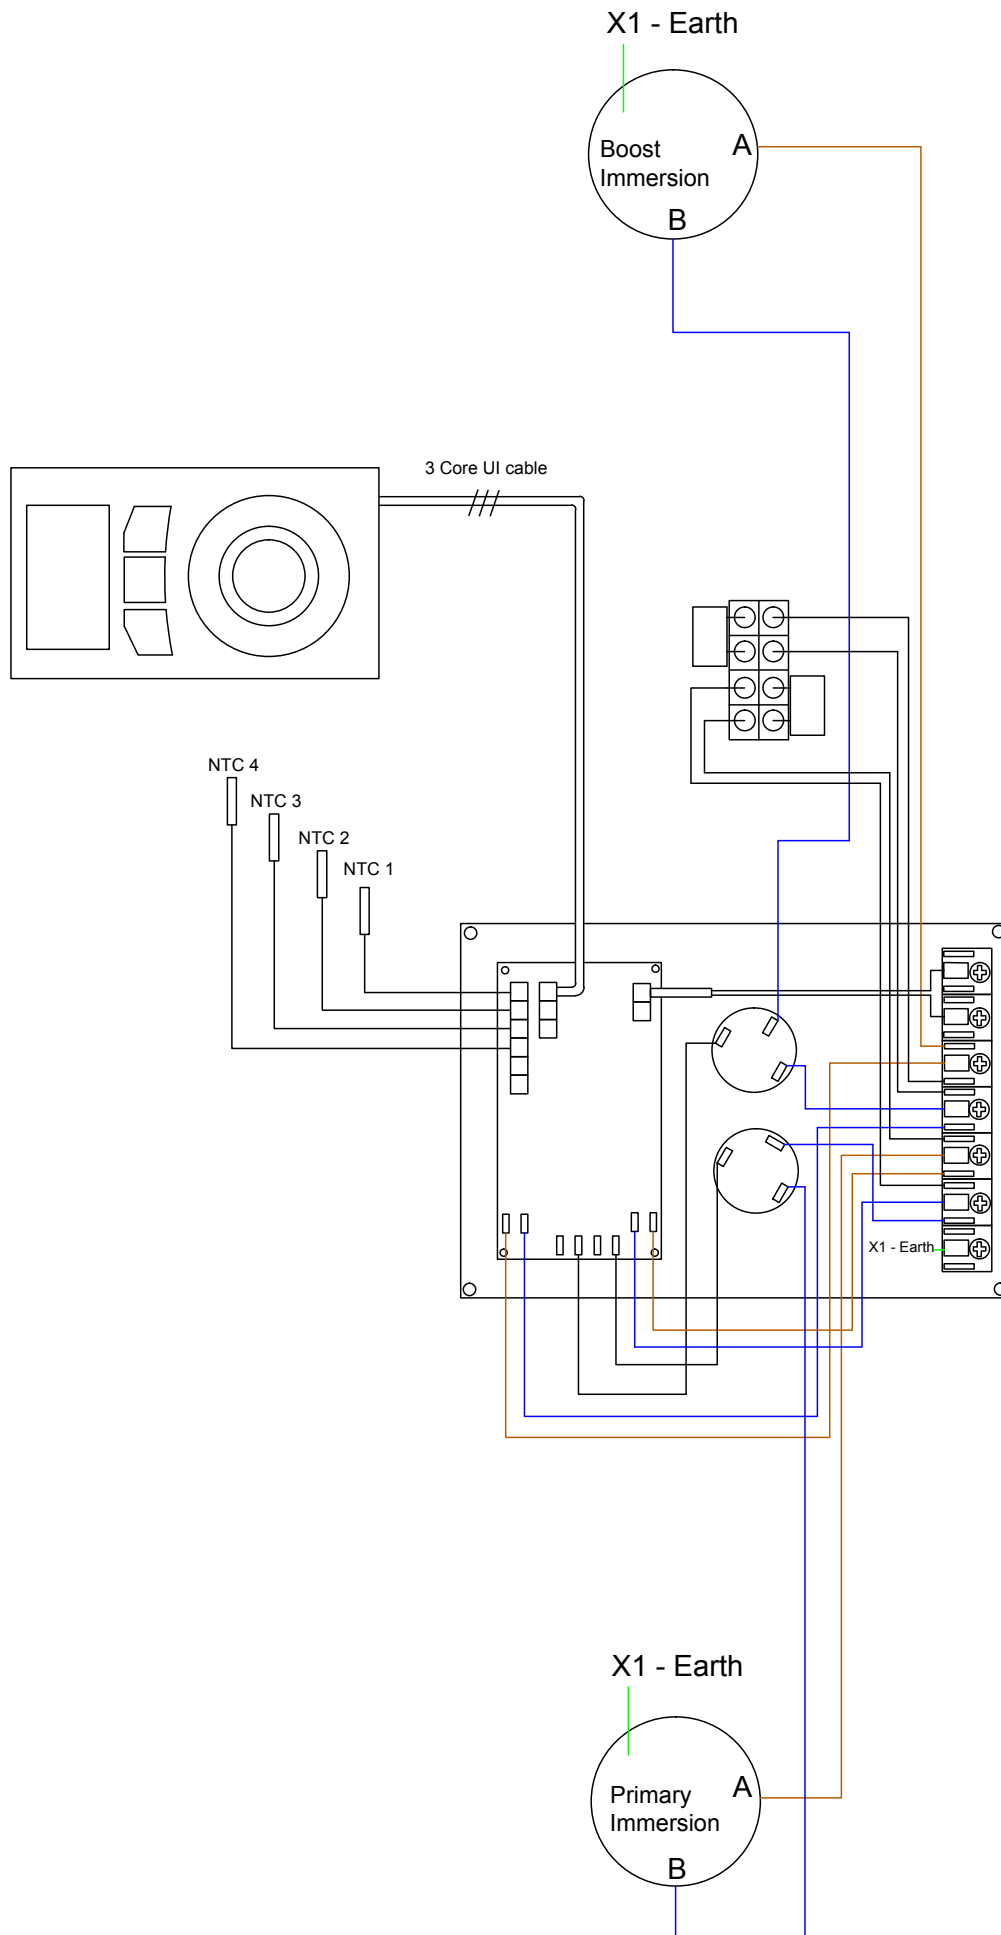 X1 - Earth
Boost
Immersion
A
B
3 Core UI cable
NTC 4
NTC 3
NTC 2
NTC 1
X1 - Earth
X1 - Earth
Primary
Immersion
A
B